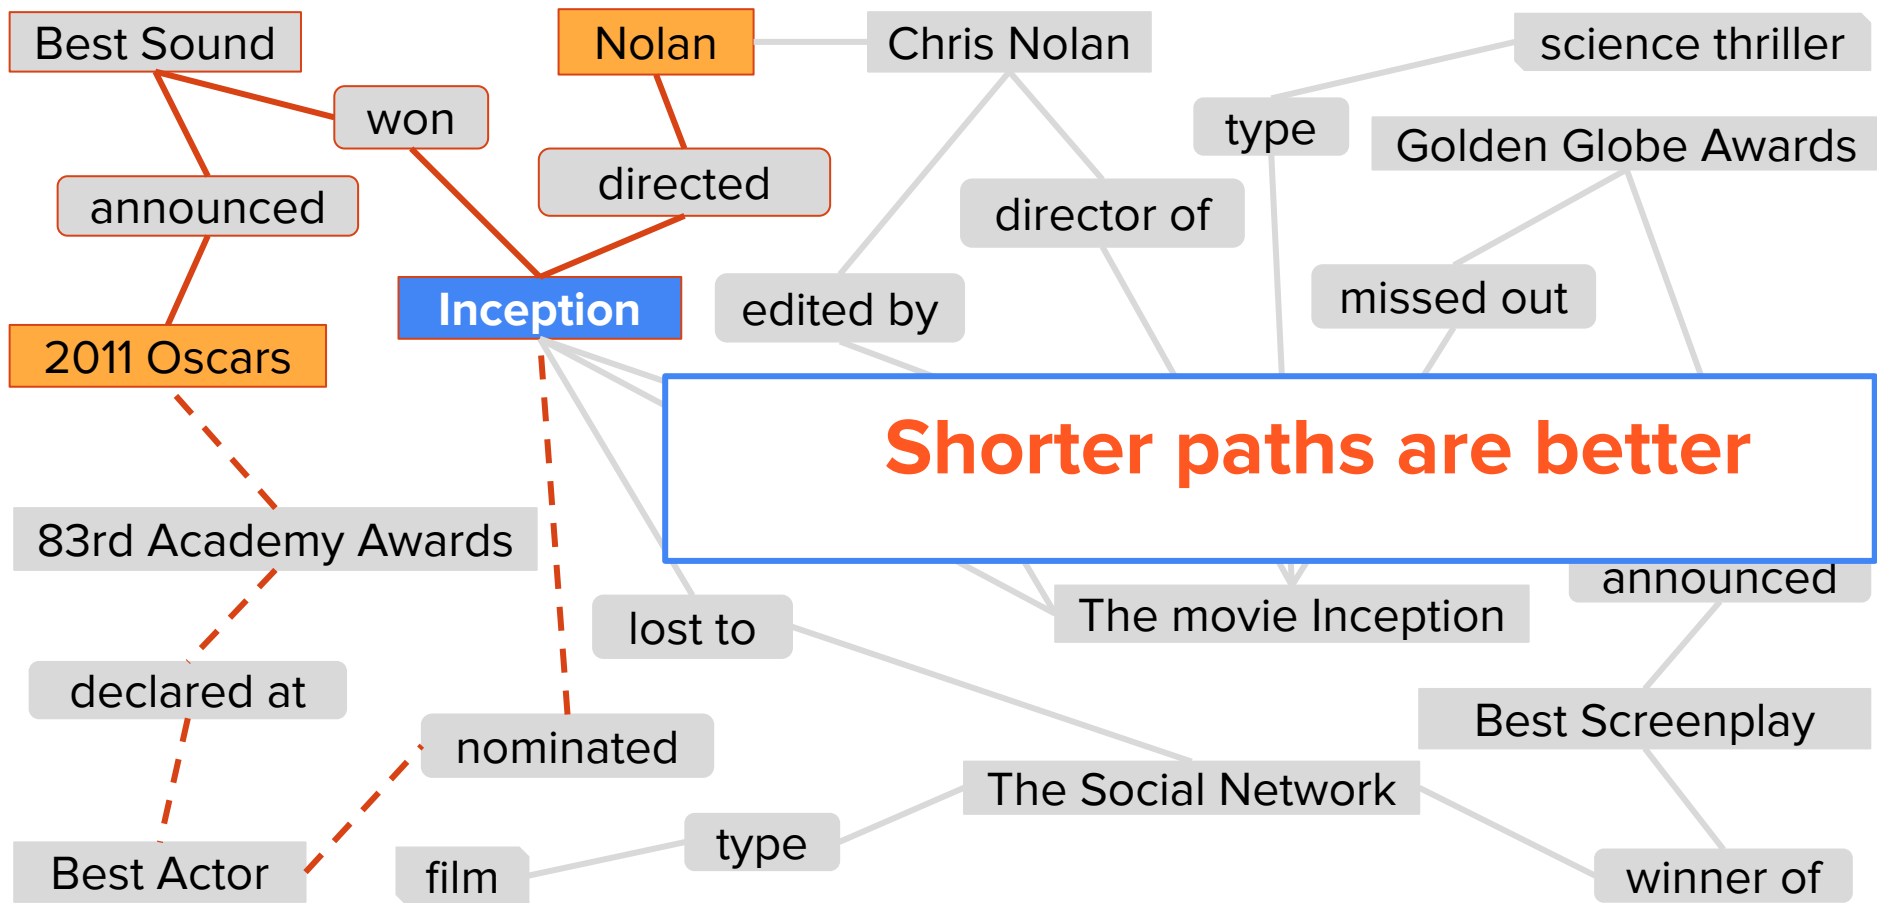 Best Sound
Nolan
Chris Nolan
science thriller
won
type
Golden Globe Awards
announced
directed
director of
Inception
edited by
missed out
2011 Oscars
Shorter paths are better
83rd Academy Awards
announced
lost to
The movie Inception
declared at
nominated
Best Screenplay
The Social Network
Best Actor
film
type
winner of